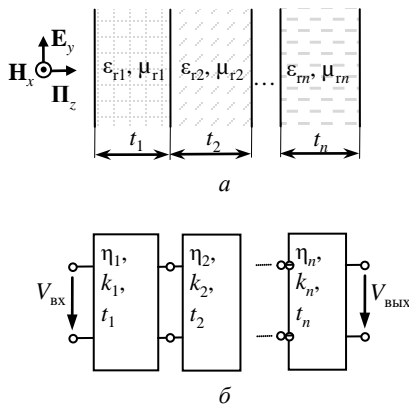 E_y
H_x
Π_z
ε_r1, μ_r1
ε_r2, μ_r2
...
ε_rn, μ_rn
t_1
t_2
t_n
а
V_вх
η_1,
k_1,
t_1
η_2,
k_2,
t_2
η_n,
k_n,
t_n
V_вых
б